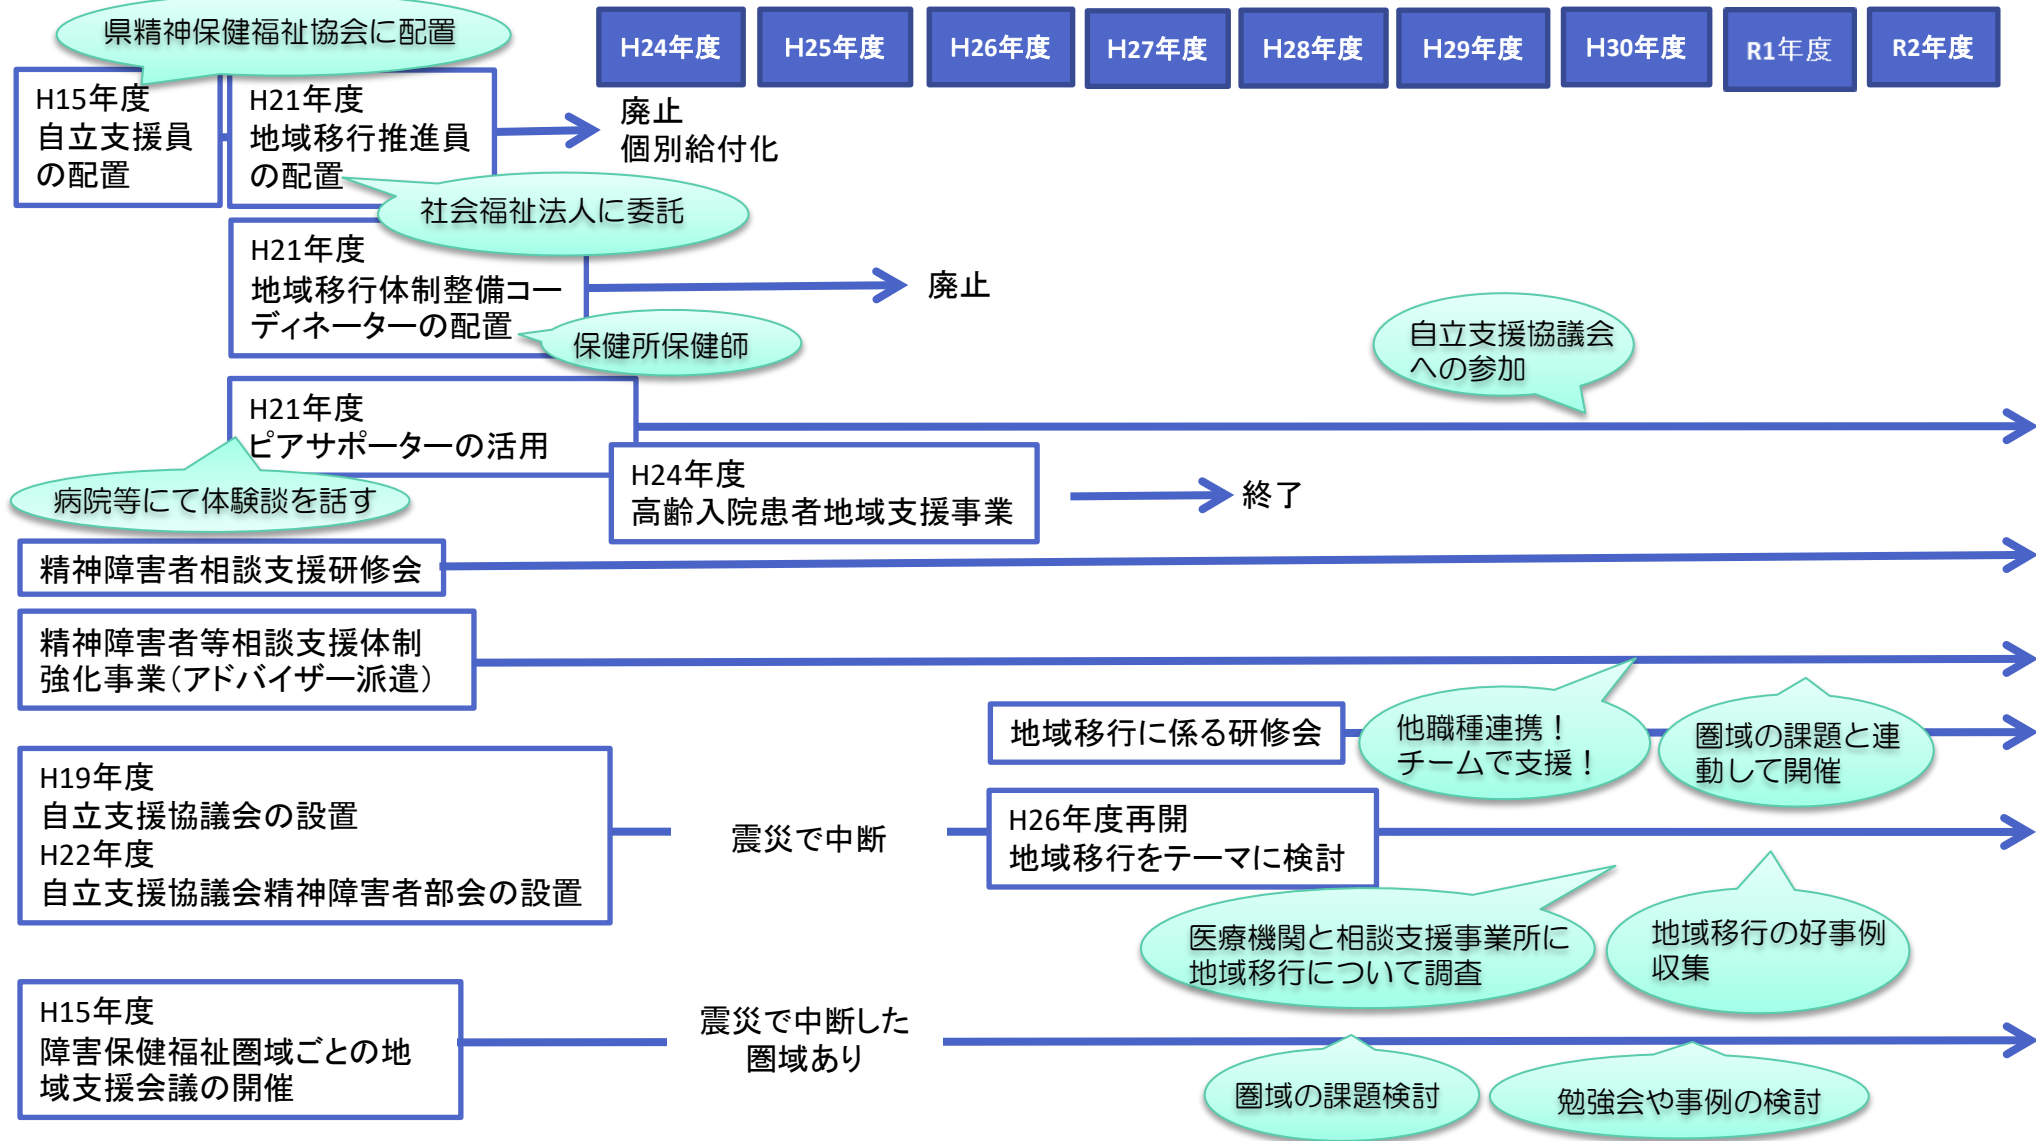 県精神保健福祉協会に配置
H24年度
H25年度
H26年度
H27年度
H28年度
H29年度
H30年度
R1年度
R2年度
H15年度
自立支援員
の配置
H21年度
地域移行推進員
の配置
廃止
個別給付化
社会福祉法人に委託
H21年度
地域移行体制整備コー
ディネーターの配置
廃止
保健所保健師
自立支援協議会
への参加
H21年度
ピアサポーターの活用
病院等にて体験談を話す
H24年度
高齢入院患者地域支援事業
終了
精神障害者相談支援研修会
精神障害者等相談支援体制
強化事業（アドバイザー派遣）
地域移行に係る研修会
他職種連携！
チームで支援！
圏域の課題と連
動して開催
H19年度
自立支援協議会の設置
H22年度
自立支援協議会精神障害者部会の設置
震災で中断
H26年度再開
地域移行をテーマに検討
医療機関と相談支援事業所に
地域移行について調査
地域移行の好事例
収集
H15年度
障害保健福祉圏域ごとの地
域支援会議の開催
震災で中断した
圏域あり
圏域の課題検討
勉強会や事例の検討